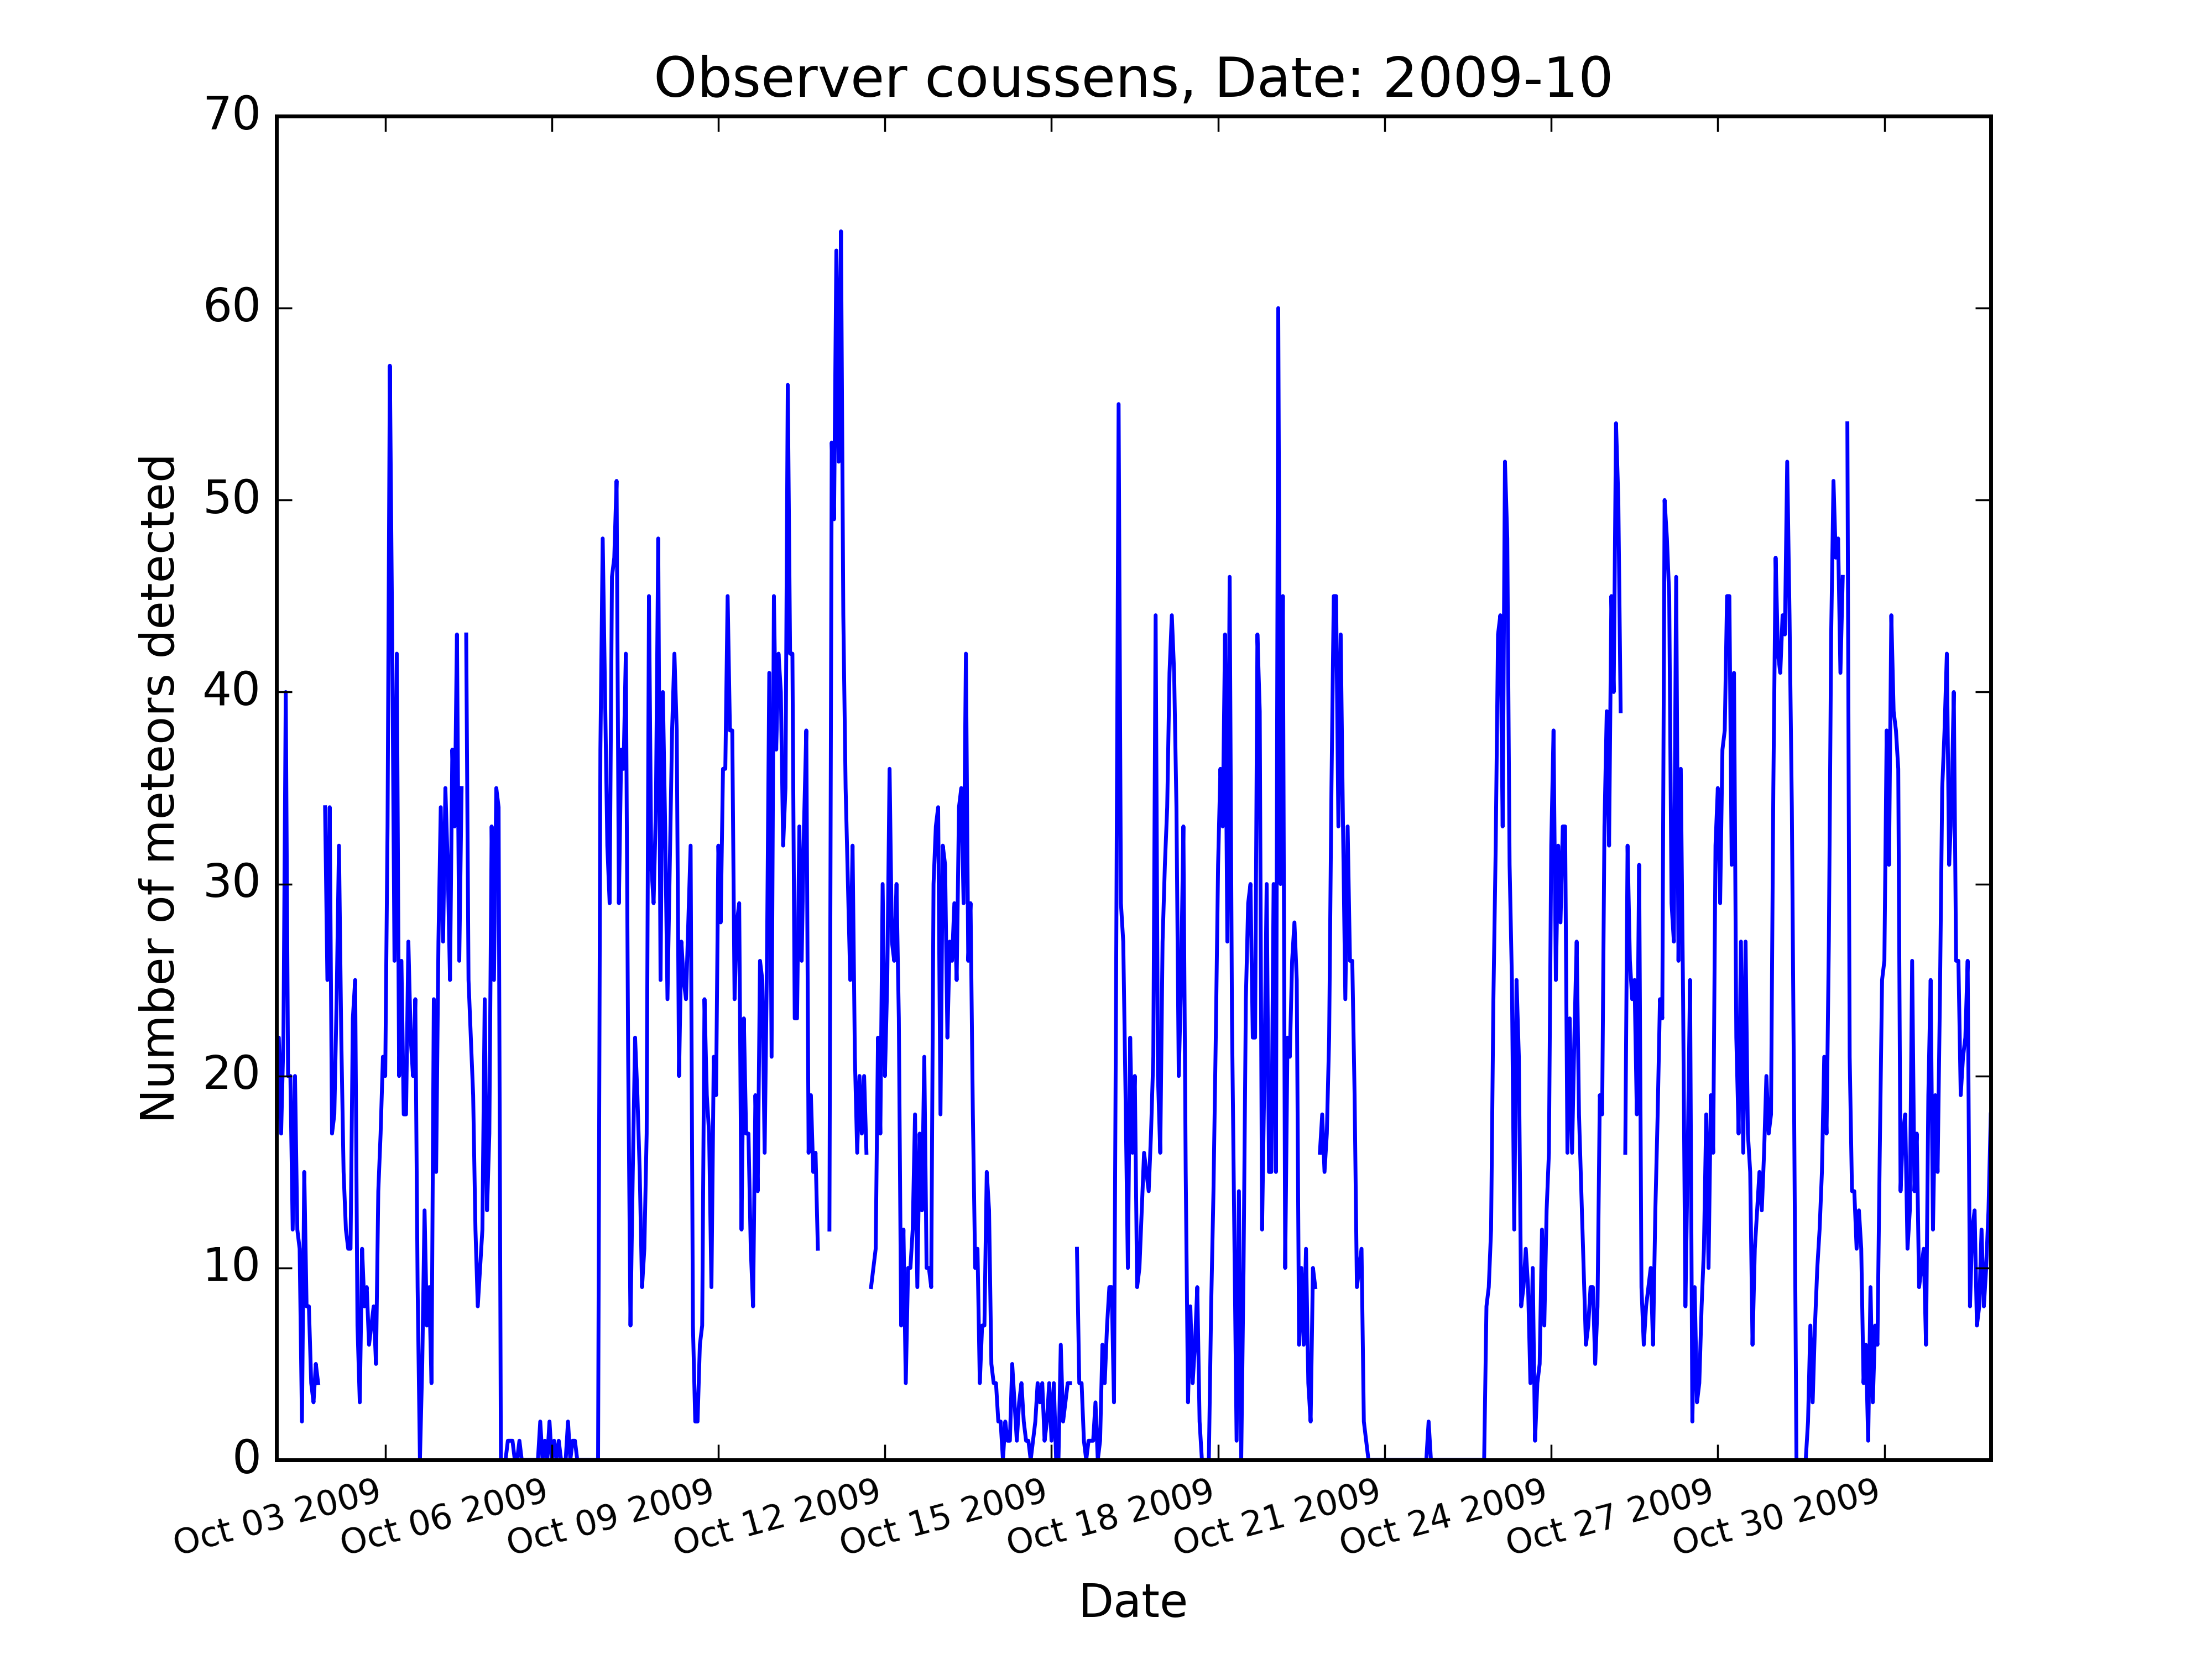 Observer coussens, Date: 2009-10
70
60
50
40
30
20
10
0
Number of meteors detected
Oct 03 2009
Oct 06 2009
Oct 09 2009
Oct 12 2009
Oct 15 2009
Oct 18 2009
Oct 21 2009
Oct 24 2009
Oct 27 2009
Oct 30 2009
Date